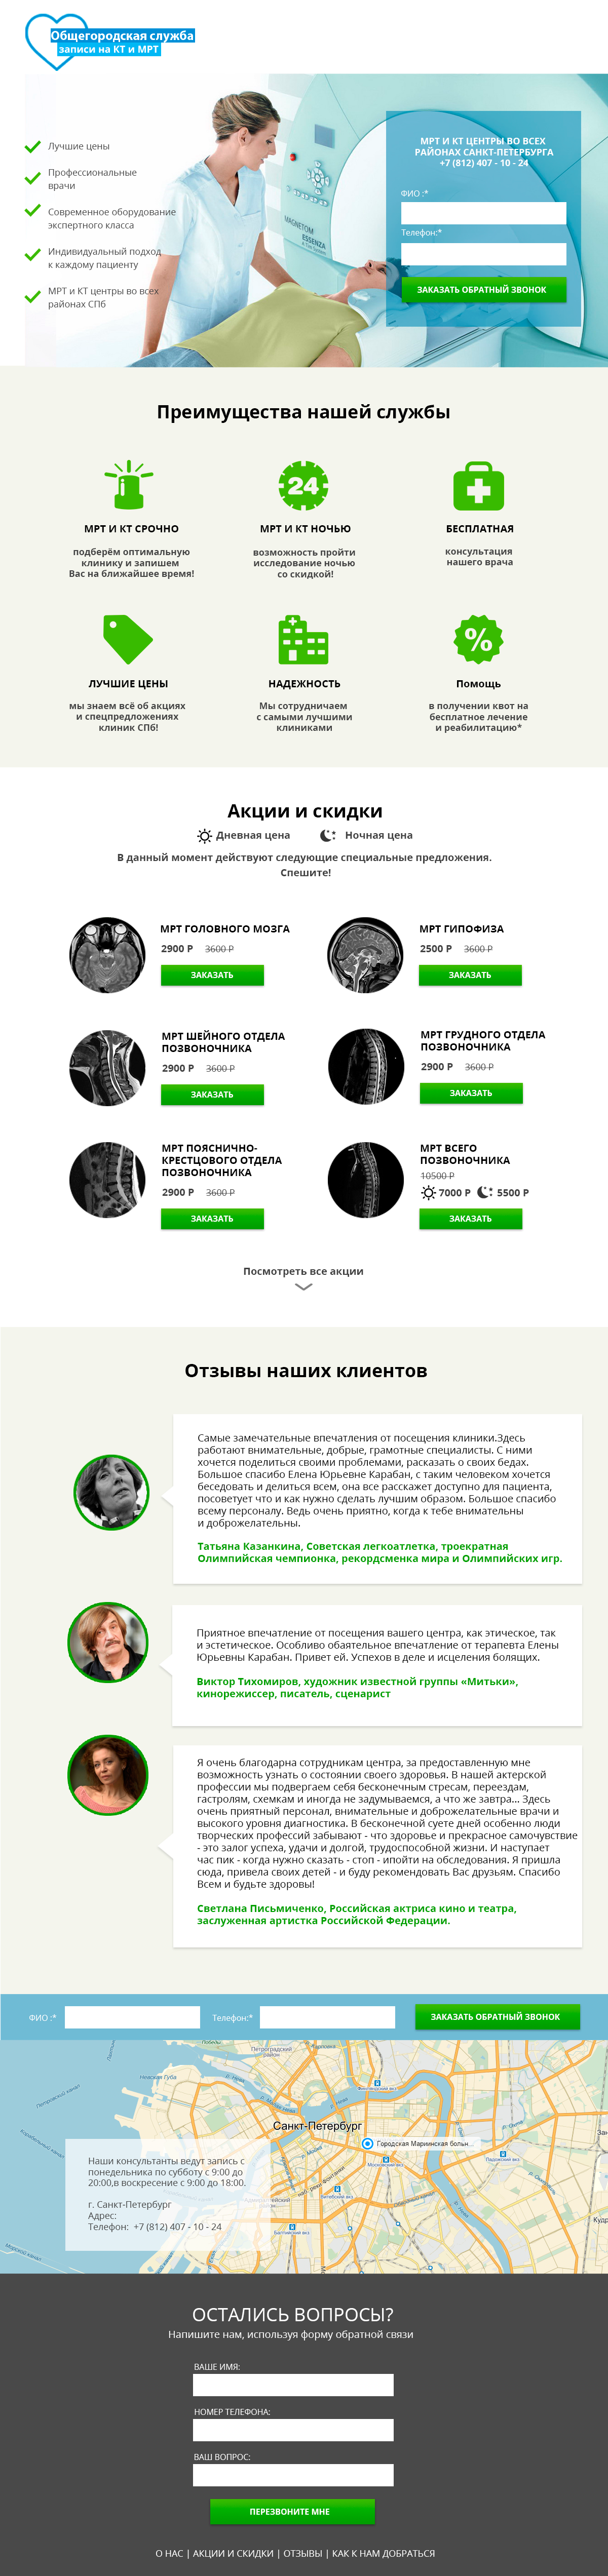 Общегородская служба
записи на КТ и МРТ
Лучшие цены
Профессиональные
врачи
Современное оборудование
экспертного класса
Индивидуальный подход
к каждому пациенту
МРТ и КТ центры во всех
районах СПб
MAGNETOM
ESSENZA
МРТ И КТ ЦЕНТРЫ ВО ВСЕХ
РАЙОНАХ САНКТ-ПЕТЕРБУРГА
+7 (812) 407 - 10 - 24
ФИО :*
Телефон:*
ЗАКАЗАТЬ ОБРАТНЫЙ ЗВОНОК
Преимущества нашей службы
24
МРТ И КТ СРОЧНО
подберём оптимальную
клинику и запишем
Вас на ближайшее время!
МРТ И КТ НОЧЬЮ
возможность пройти
исследование ночью
со скидкой!
БЕСПЛАТНАЯ
консультация
нашего врача
%
ЛУЧШИЕ ЦЕНЫ
мы знаем всё об акциях
и спецпредложениях
клиник СПб!
НАДЕЖНОСТЬ
Мы сотрудничаем
с самыми лучшими
клиниками
Помощь
в получении квот на
бесплатное лечение
и реабилитацию*
Акции и скидки
Дневная цена Ночная цена
В данный момент действуют следующие специальные предложения.
Спешите!
МРТ ГОЛОВНОГО МОЗГА
2900 Р 3600 Р
ЗАКАЗАТЬ
МРТ ГИПОФИЗА
2500 Р 3600 Р
ЗАКАЗАТЬ
МРТ ШЕЙНОГО ОТДЕЛА
ПОЗВОНОЧНИКА
2900 Р 3600 Р
ЗАКАЗАТЬ
МРТ ГРУДНОГО ОТДЕЛА
ПОЗВОНОЧНИКА
2900 Р 3600 Р
ЗАКАЗАТЬ
МРТ ПОЯСНИЧНО-
КРЕСТЦОВОГО ОТДЕЛА
ПОЗВОНОЧНИКА
2900 Р 3600 Р
ЗАКАЗАТЬ
МРТ ВСЕГО
ПОЗВОНОЧНИКА
10500 Р
7000 Р 5500 Р
ЗАКАЗАТЬ
Посмотреть все акции
Отзывы наших клиентов
Самые замечательные впечатления от посещения клиники.Здесь
работают внимательные, добрые, грамотные специалисты. С ними
хочется поделиться своими проблемами, расказать о своих бедах.
Большое спасибо Елена Юрьевне Карабан, с таким человеком хочется
беседовать и делиться всем, она все расскажет доступно для пациента,
посоветует что и как нужно сделать лучшим образом. Большое спасибо
всему персоналу. Ведь очень приятно, когда к тебе внимательны
и доброжелательны.
Татьяна Казанкина, Советская легкоатлетка, троекратная
Олимпийская чемпионка, рекордсменка мира и Олимпийских игр.
Приятное впечатление от посещения вашего центра, как этическое, так
и эстетическое. Особливо обаятельное впечатление от терапевта Елены
Юрьевны Карабан. Привет ей. Успехов в деле и исцеления болящих.
Виктор Тихомиров, художник известной группы «Митьки»,
кинорежиссер, писатель, сценарист
Я очень благодарна сотрудникам центра, за предоставленную мне
возможность узнать о состоянии своего здоровья. В нашей актерской
профессии мы подвергаем себя бесконечным стресам, переездам,
гастролям, схемкам и иногда не задумываемся, а что же завтра... Здесь
очень приятный персонал, внимательные и доброжелательные врачи и
высокого уровня диагностика. В бесконечной суете дней особенно люди
творческих профессий забывают - что здоровье и прекрасное самочувствие
- это залог успеха, удачи и долгой, трудоспособной жизни. И наступает
час пик - когда нужно сказать - стоп - ипойти на обследования. Я пришла
сюда, привела своих детей - и буду рекомендовать Вас друзьям. Спасибо
Всем и будьте здоровы!
Светлана Письмиченко, Российская актриса кино и театра,
заслуженная артистка Российской Федерации.
ФИО :*
Телефон:*
ЗАКАЗАТЬ ОБРАТНЫЙ ЗВОНОК
Петроградский
район
Невская Губа
Финляндский вкз
Санкт-Петербург
Городская Мариинская больн...
Московский вкз
Ладожский вкз
Витебский вкз
Балтийский вкз
Наши консультанты ведут запись с
понедельника по субботу с 9:00 до
20:00,в воскресение с 9:00 до 18:00.
г. Санкт-Петербург
Адрес:
Телефон: +7 (812) 407 - 10 - 24
ОСТАЛИСЬ ВОПРОСЫ?
Напишите нам, используя форму обратной связи
ВАШЕ ИМЯ:
НОМЕР ТЕЛЕФОНА:
ВАШ ВОПРОС:
ПЕРЕЗВОНИТЕ МНЕ
О НАС | АКЦИИ И СКИДКИ | ОТЗЫВЫ | КАК К НАМ ДОБРАТЬСЯ